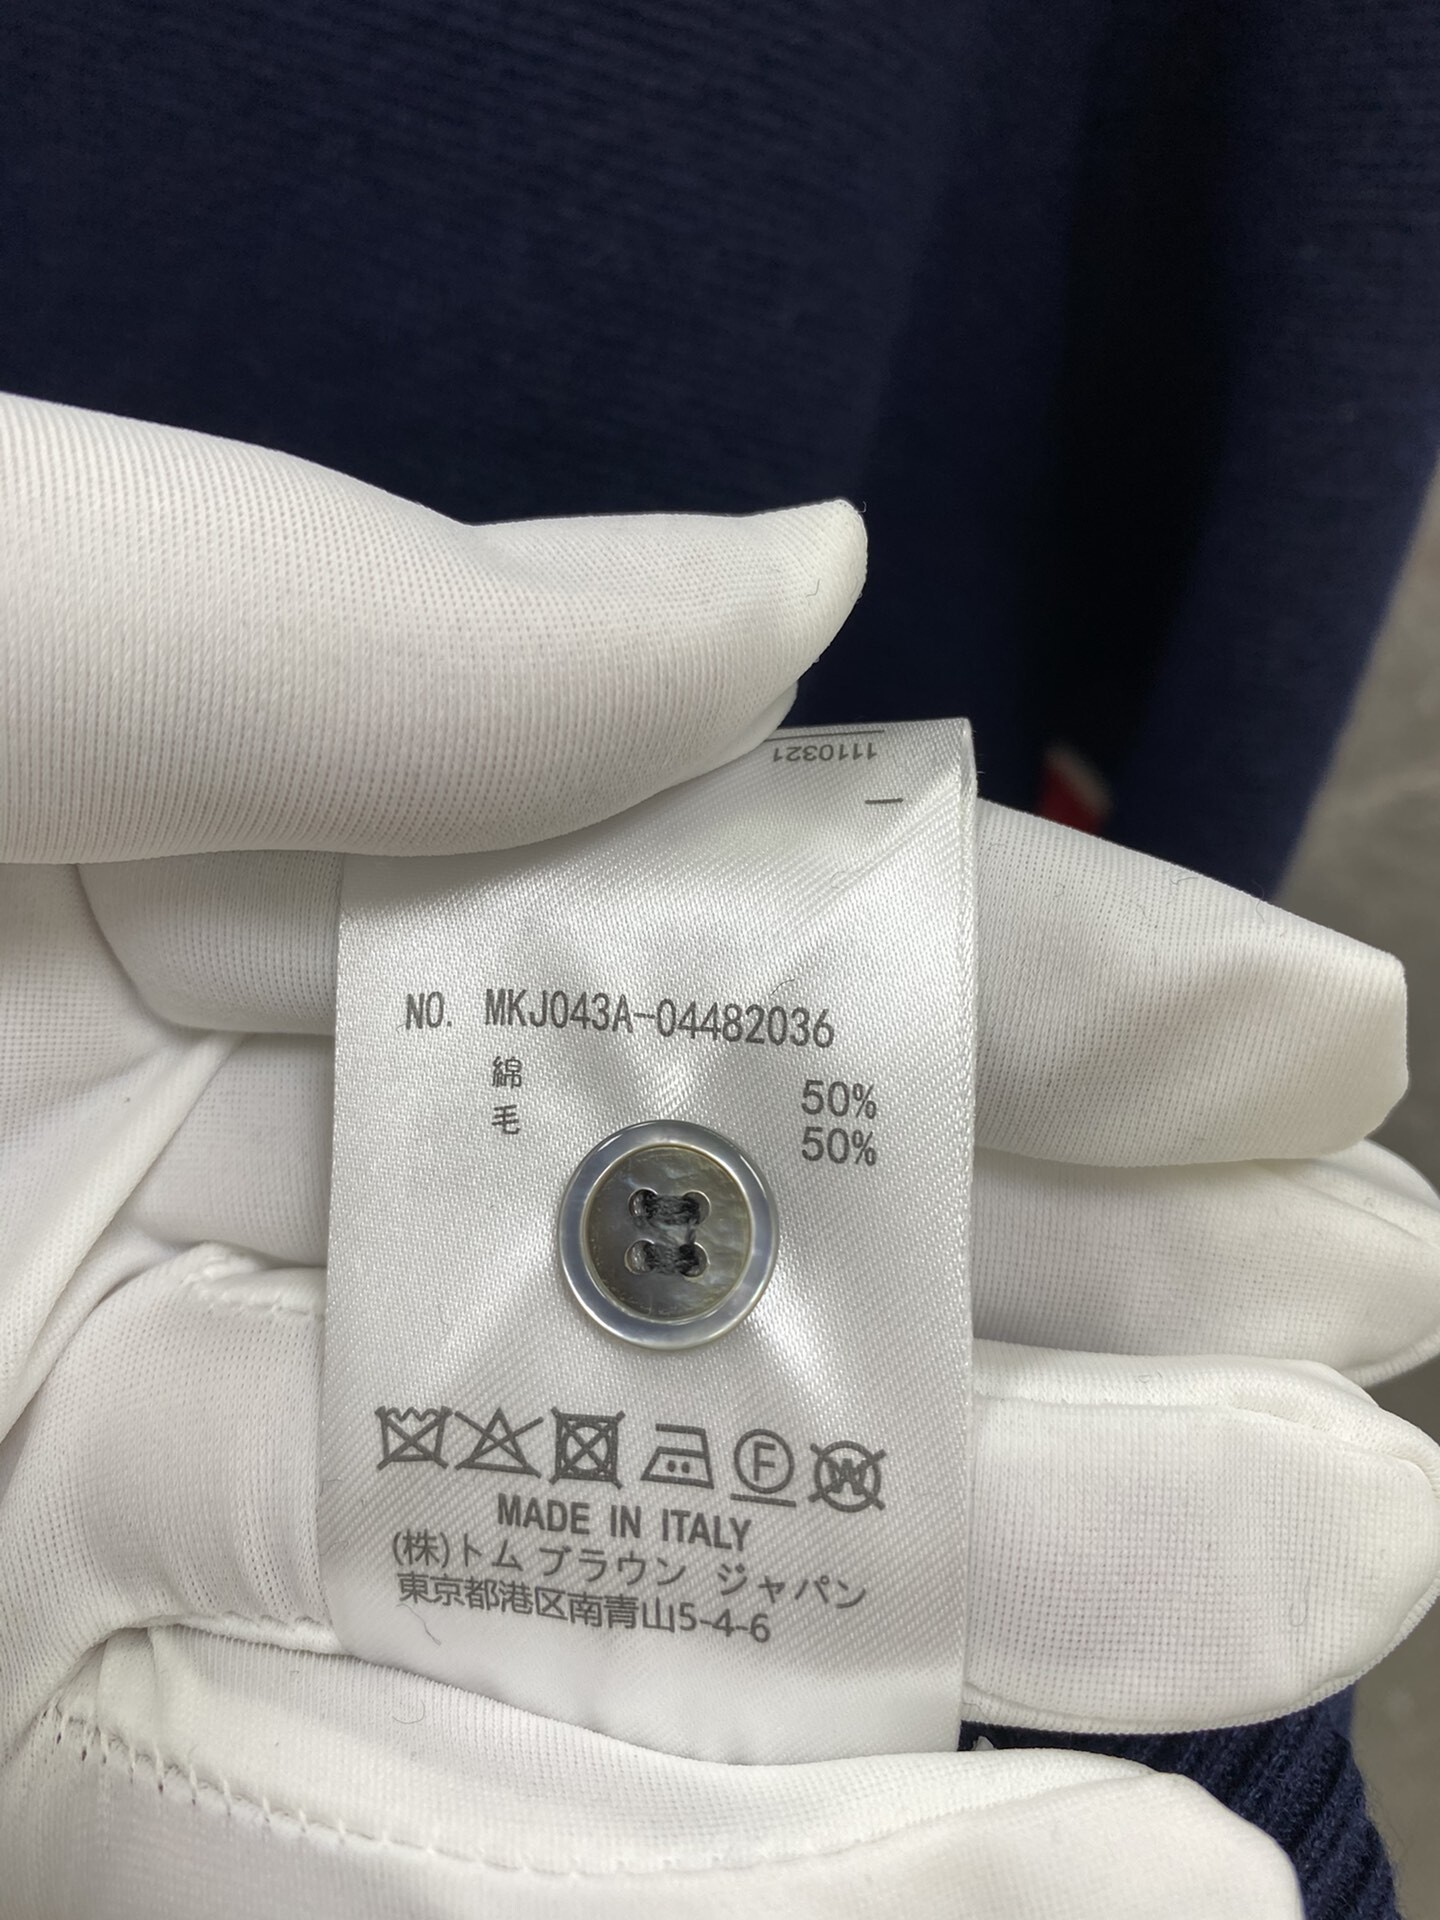 1110321
NO. MKJ043A-04482036
綿 50%
毛 50%
F W
MADE IN ITALY
(株)トム ブラウン ジャパン
東京都港区南青山5-4-6